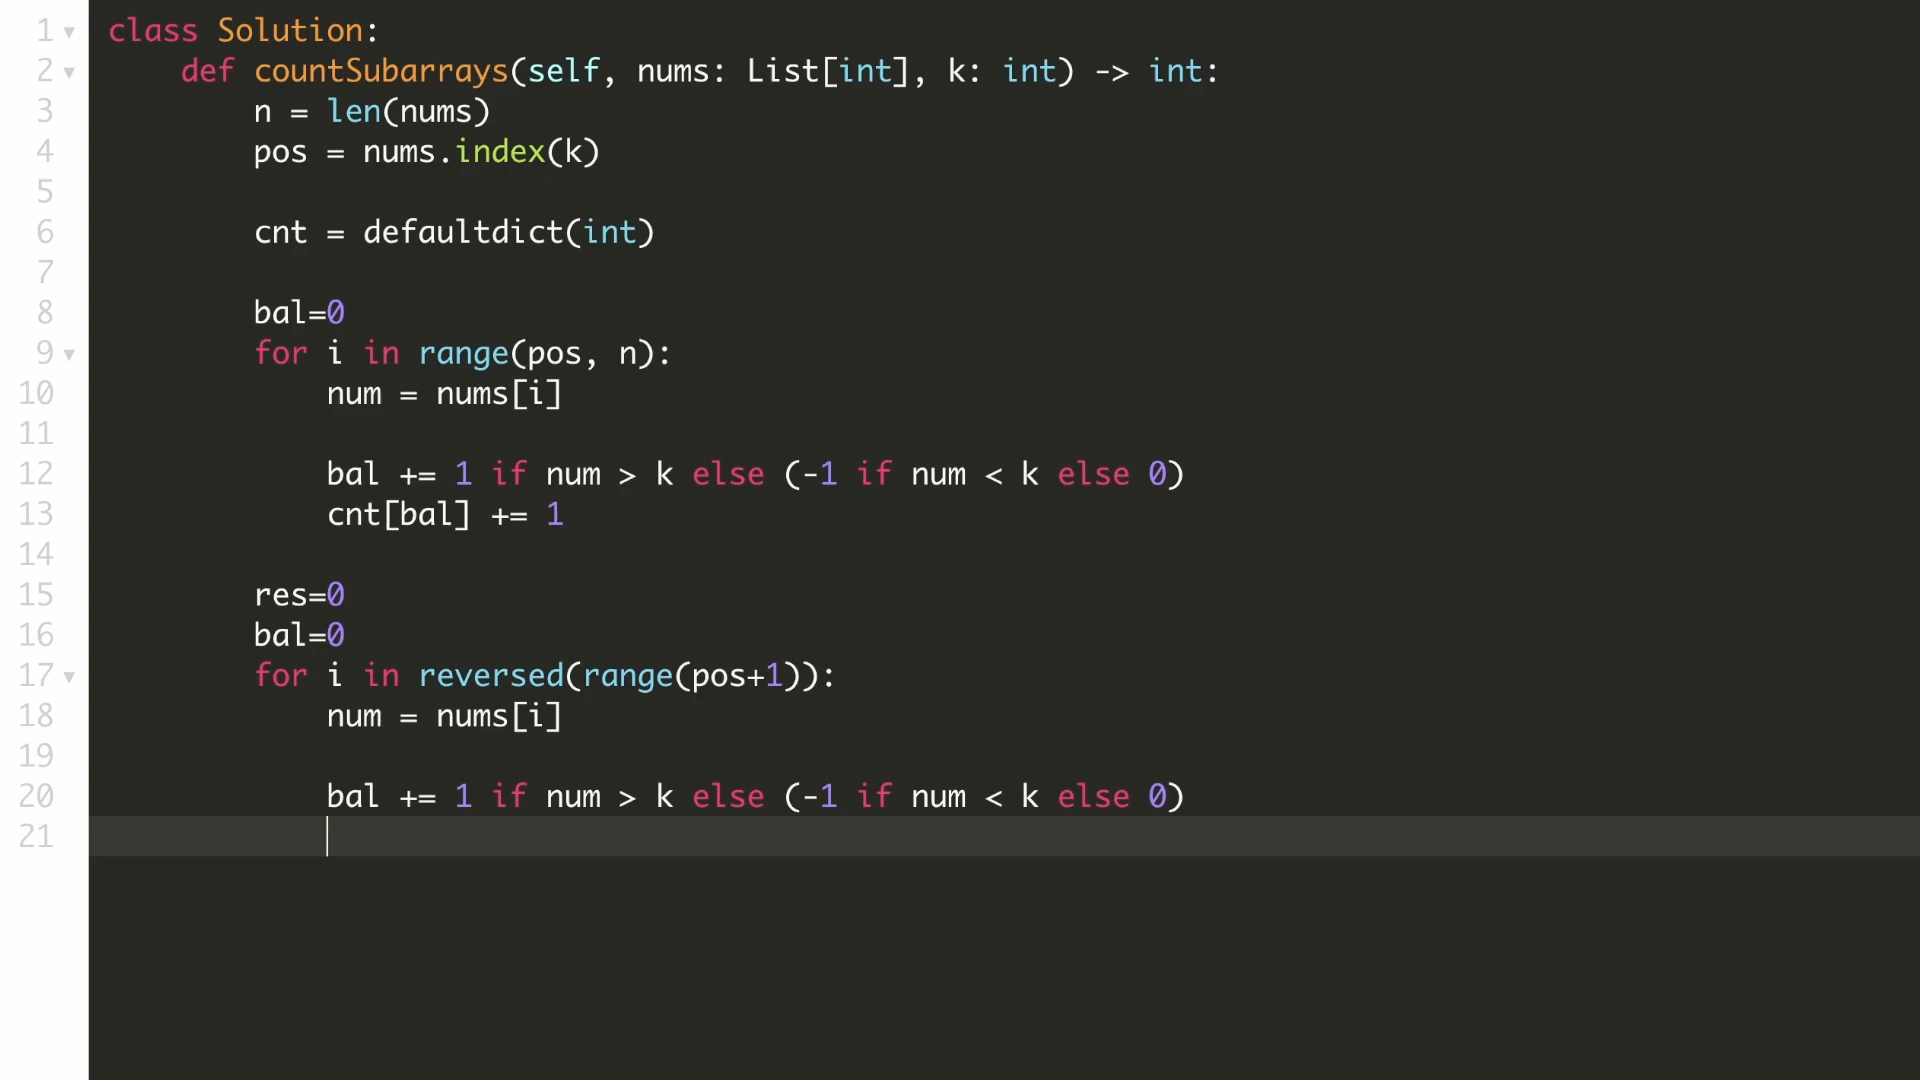 1 class Solution:
2     def countSubarrays(self, nums: List[int], k: int) -> int:
3         n = len(nums)
4         pos = nums.index(k)
5
6         cnt = defaultdict(int)
7
8         bal=0
9         for i in range(pos, n):
10             num = nums[i]
11
12             bal += 1 if num > k else (-1 if num < k else 0)
13             cnt[bal] += 1
14
15         res=0
16         bal=0
17         for i in reversed(range(pos+1)):
18             num = nums[i]
19
20             bal += 1 if num > k else (-1 if num < k else 0)
21